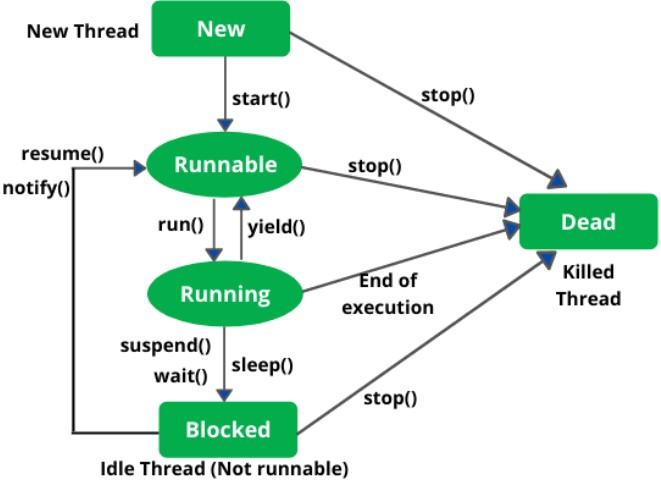 New Thread
New
start()
stop()
resume()
notify()
Runnable
stop()
run()
yield()
Dead
Killed
Thread
Running
End of
execution
suspend()
wait()
sleep()
stop()
Blocked
Idle Thread (Not runnable)